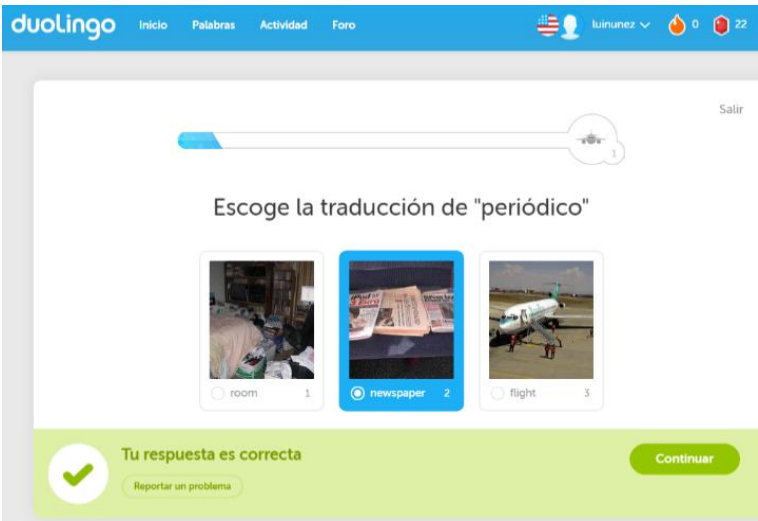 duolingo Inicio Palabras Actividad Foro luinunez 0 22
Salir
1
Escoge la traducción de "periódico"
room 1 newspaper 2 flight 3
Tu respuesta es correcta
Continuar
Reportar un problema